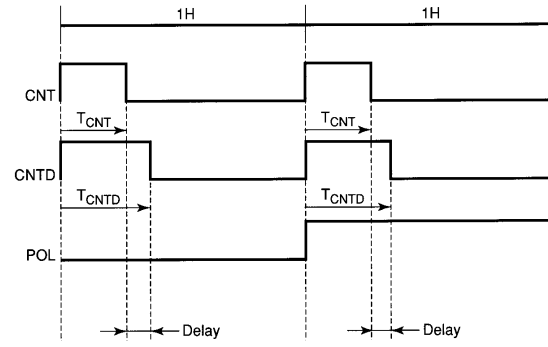 1H 1H
CNT
T_CNT T_CNT
CNTD
T_CNTD T_CNTD
POL
Delay Delay